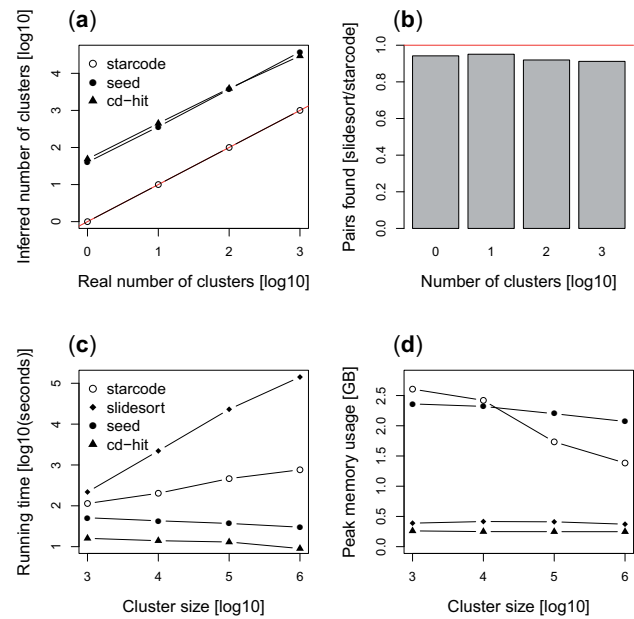 (a)
Inferred number of clusters [log10]
4
3
2
1
0
starcode
seed
cd−hit
0 1 2 3
Real number of clusters [log10]
(b)
Pairs found [slidesort/starcode]
1.0
0.8
0.6
0.4
0.2
0.0
0 1 2 3
Number of clusters [log10]
(c)
Running time [log10(seconds)]
5
4
3
2
1
starcode
slidesort
seed
cd−hit
3 4 5 6
Cluster size [log10]
(d)
Peak memory usage [GB]
2.5
2.0
1.5
1.0
0.5
0.0
3 4 5 6
Cluster size [log10]